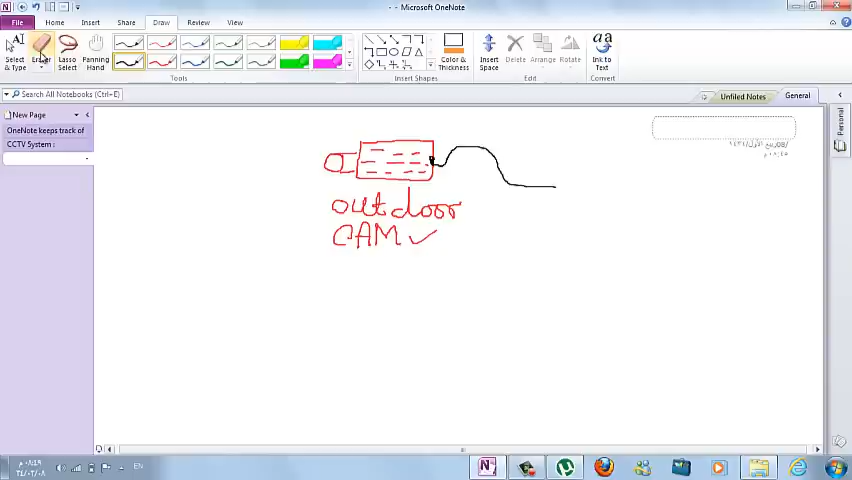 - - Microsoft OneNote
File
Home
Insert
Share
Draw
Review
View
Select & Type
Eraser
Lasso Select
Panning Hand
Color & Thickness
Insert Space
Delete
Arrange
Rotate
Ink to Text
Tools
Insert Shapes
Edit
Convert
Search All Notebooks (Ctrl+E)
Unfiled Notes
General
New Page
OneNote keeps track of
CCTV System :
Personal
outdoor
CAM ✓
EN